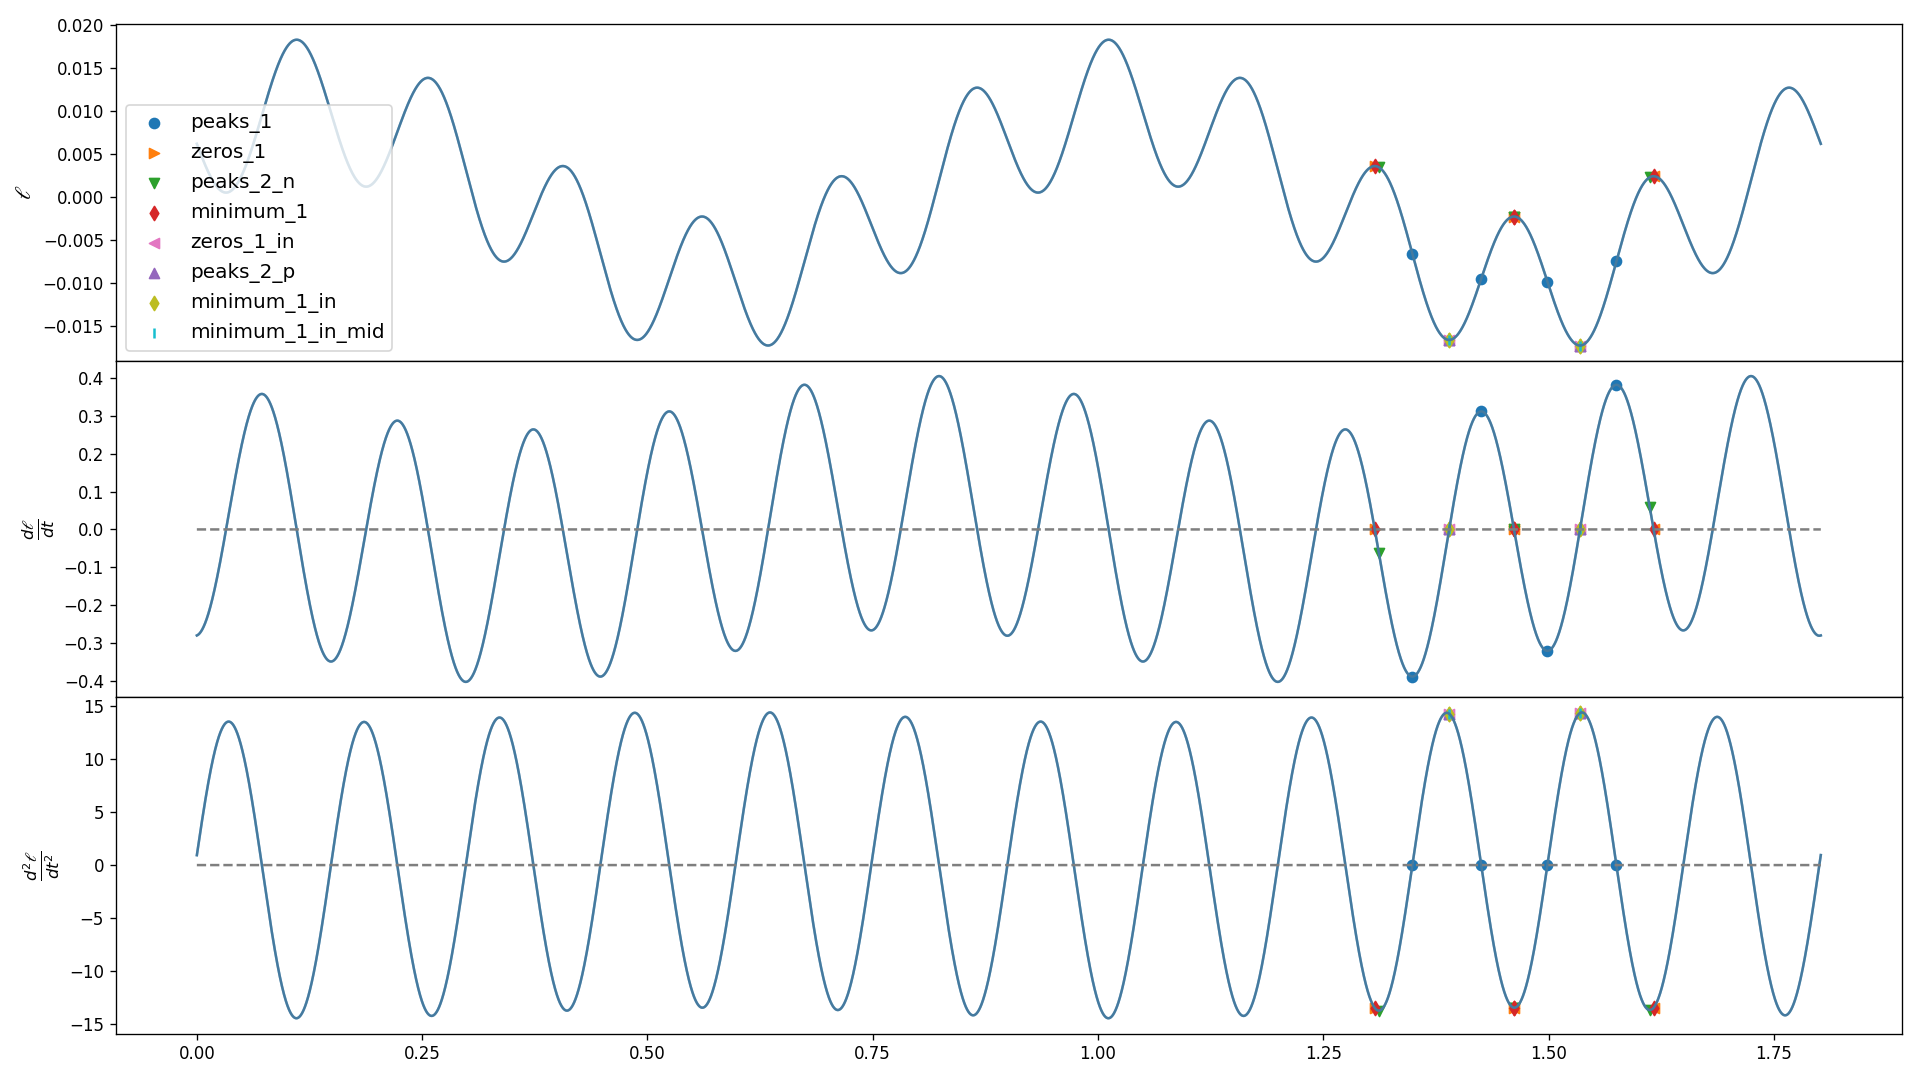 0.020
0.015
0.010
0.005
0.000
−0.005
−0.010
−0.015
ℓ
peaks_1
zeros_1
peaks_2_n
minimum_1
zeros_1_in
peaks_2_p
minimum_1_in
minimum_1_in_mid
0.4
0.3
0.2
0.1
0.0
−0.1
−0.2
−0.3
−0.4
dℓ
dt
15
10
5
0
−5
−10
−15
d²ℓ
dt²
0.00 0.25 0.50 0.75 1.00 1.25 1.50 1.75